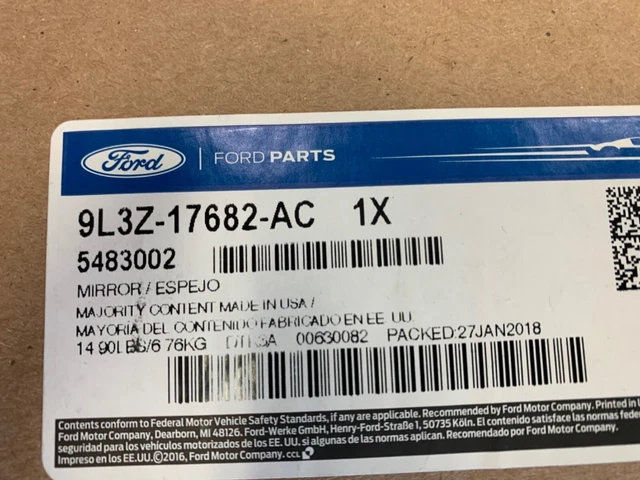 Ford | FORD PARTS
9L3Z-17682-AC 1X
5483002
MIRROR / ESPEJO
MAJORITY CONTENT MADE IN USA /
MAYORÍA DEL CONTENIDO FABRICADO EN EE. UU.
14.90LBS/6.76KG DTKSA 00630082 PACKED:27JAN2018
Contents conform to Federal Motor Vehicle Safety Standards, if any are applicable. Recommended by Ford Motor Company. Printed in U
Ford Motor Company, Dearborn, MI 48126. Ford-Werke GmbH, Henry-Ford-Straße 1, 50735 Köln. El contenido satisface las normas federales
seguridad para los vehículos motorizados de los EE. UU. si algunas de las normas aplican. Recomendado por Ford Motor Company.
Impreso en los EE.UU.©2016, Ford Motor Company. CCL